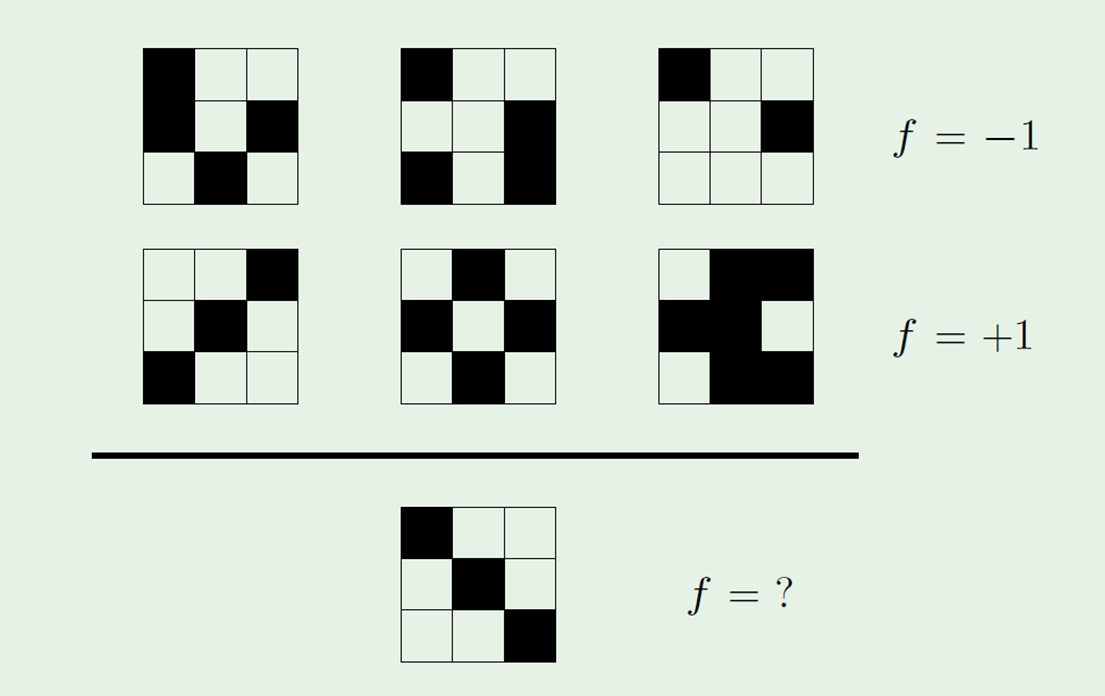 f = −1
f = +1
f = ?